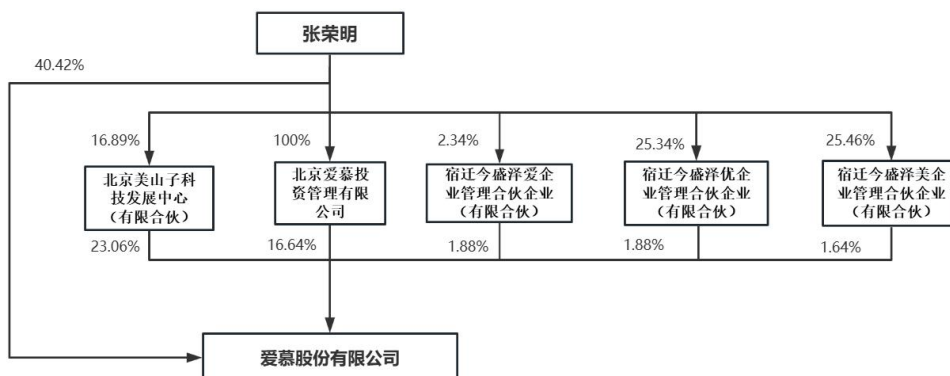 张荣明
40.42%
16.89%
100%
2.34%
25.34%
25.46%
北京美山子科
技发展中心
（有限合伙）
北京爱慕投
资管理有限
公司
宿迁今盛泽爱企
业管理合伙企业
（有限合伙）
宿迁今盛泽优企
业管理合伙企业
（有限合伙）
宿迁今盛泽美企
业管理合伙企业
（有限合伙）
23.06%
16.64%
1.88%
1.88%
1.64%
爱慕股份有限公司